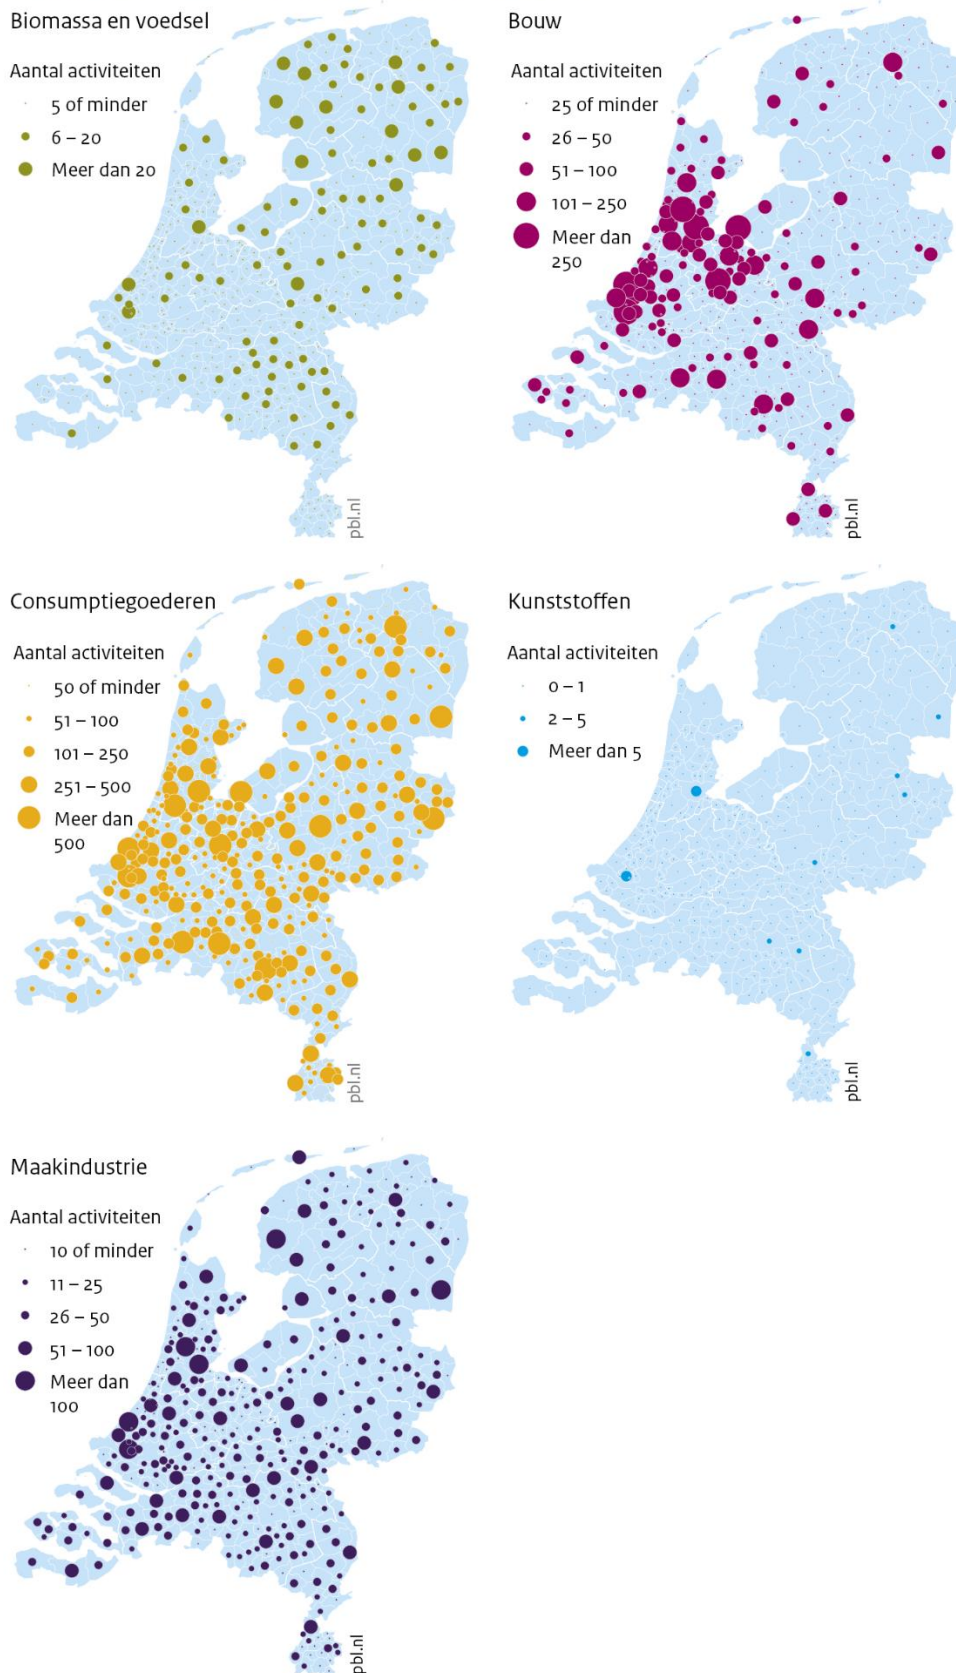 Biomassa en voedsel
Aantal activiteiten
5 of minder
6 – 20
Meer dan 20
pbl.nl
Bouw
Aantal activiteiten
25 of minder
26 – 50
51 – 100
101 – 250
Meer dan
250
pbl.nl
Consumptiegoederen
Aantal activiteiten
50 of minder
51 – 100
101 – 250
251 – 500
Meer dan
500
pbl.nl
Kunststoffen
Aantal activiteiten
0 – 1
2 – 5
Meer dan 5
pbl.nl
Maakindustrie
Aantal activiteiten
10 of minder
11 – 25
26 – 50
51 – 100
Meer dan
100
pbl.nl